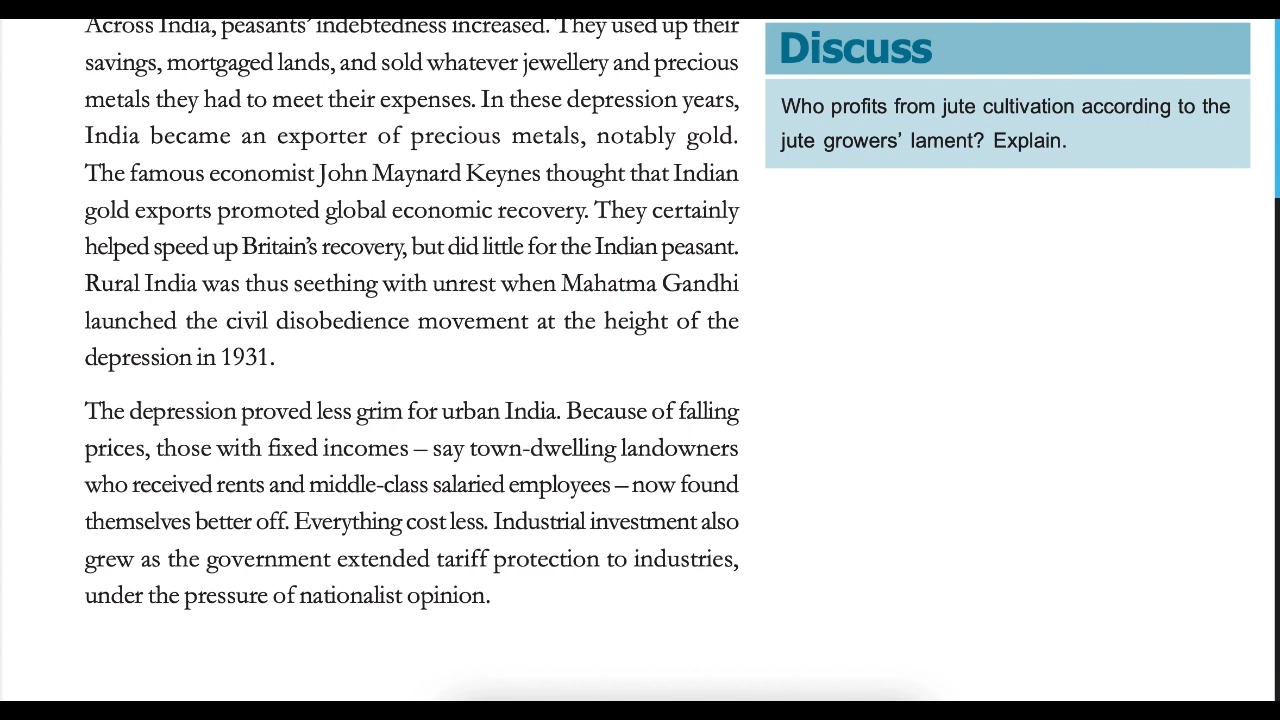 Across India, peasants' indebtedness increased. They used up their
savings, mortgaged lands, and sold whatever jewellery and precious
metals they had to meet their expenses. In these depression years,
India became an exporter of precious metals, notably gold.
The famous economist John Maynard Keynes thought that Indian
gold exports promoted global economic recovery. They certainly
helped speed up Britain's recovery, but did little for the Indian peasant.
Rural India was thus seething with unrest when Mahatma Gandhi
launched the civil disobedience movement at the height of the
depression in 1931.
The depression proved less grim for urban India. Because of falling
prices, those with fixed incomes – say town-dwelling landowners
who received rents and middle-class salaried employees – now found
themselves better off. Everything cost less. Industrial investment also
grew as the government extended tariff protection to industries,
under the pressure of nationalist opinion.
Discuss
Who profits from jute cultivation according to the
jute growers' lament? Explain.